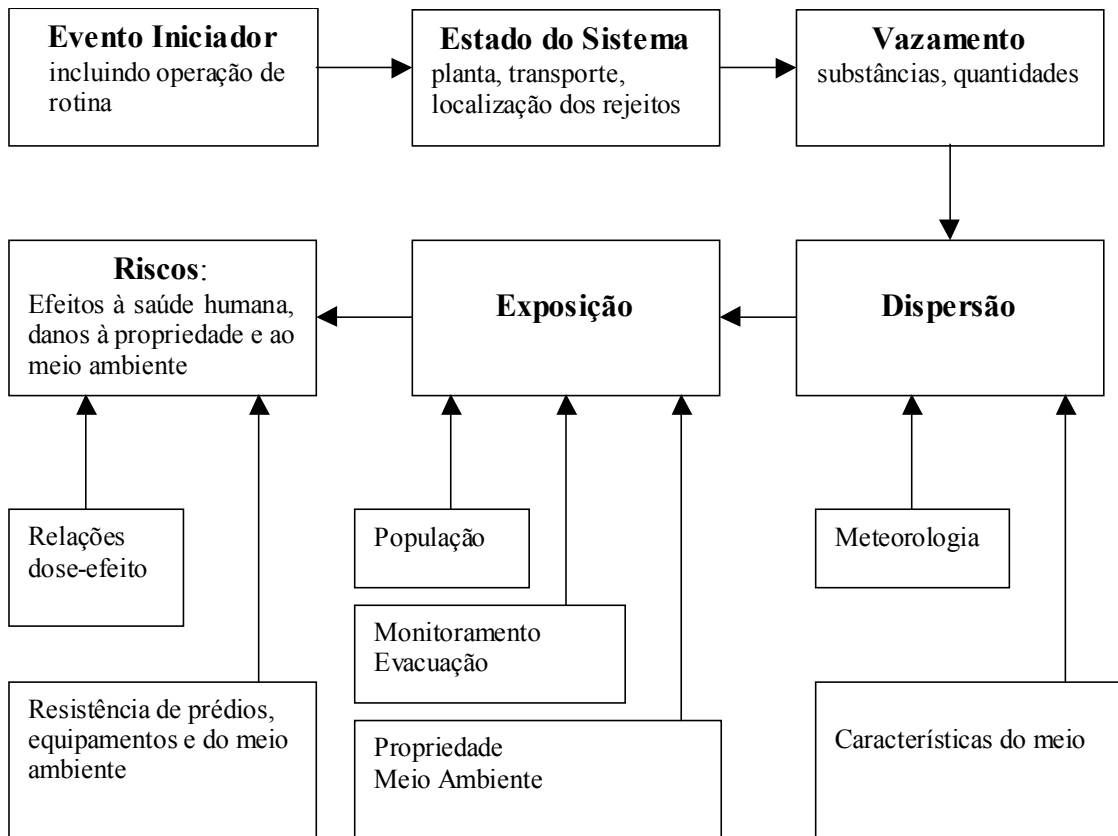 Evento Iniciador
incluindo operação de
rotina
Estado do Sistema
planta, transporte,
localização dos rejeitos
Vazamento
substâncias, quantidades
Riscos:
Efeitos à saúde humana,
danos à propriedade e ao
meio ambiente
Exposição
Dispersão
Relações
dose-efeito
População
Meteorologia
Monitoramento
Evacuação
Resistência de prédios,
equipamentos e do meio
ambiente
Propriedade
Meio Ambiente
Características do meio